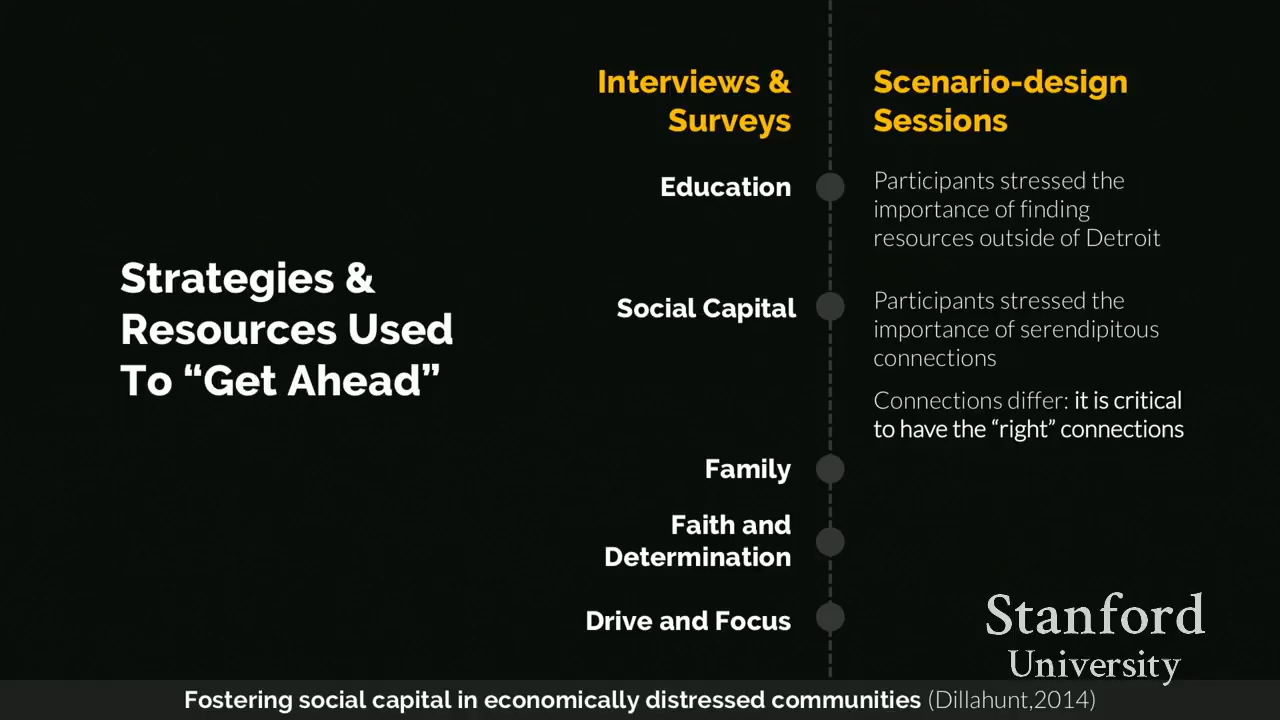 Strategies &
Resources Used
To “Get Ahead”
Interviews &
Surveys
Scenario-design
Sessions
Education
Participants stressed the
importance of finding
resources outside of Detroit
Social Capital
Participants stressed the
importance of serendipitous
connections
Connections differ: it is critical
to have the “right” connections
Family
Faith and
Determination
Drive and Focus
Stanford
University
Fostering social capital in economically distressed communities (Dillahunt,2014)